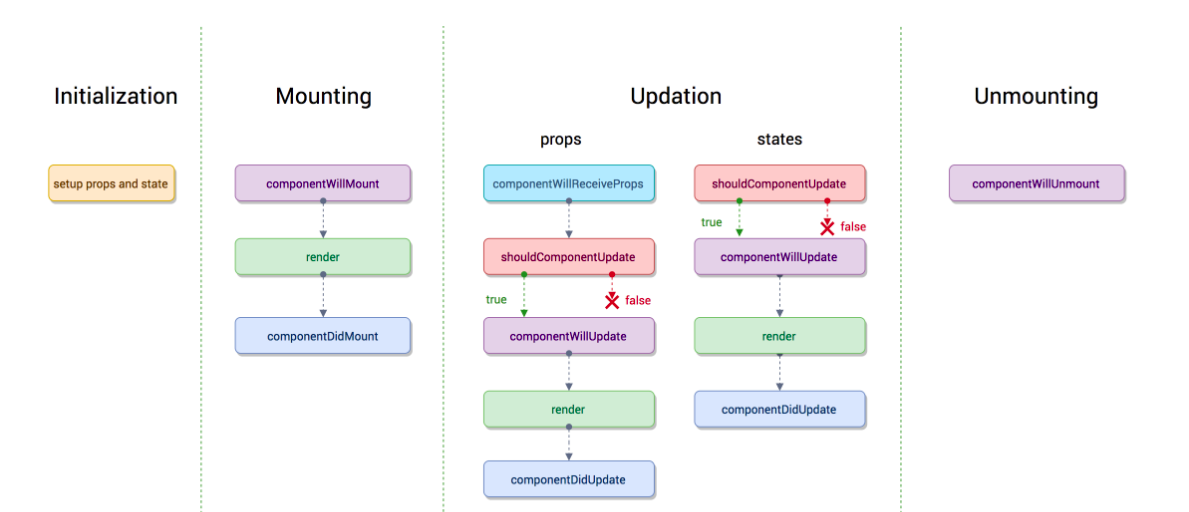 Initialization
Mounting
Updation
Unmounting
props
states
setup props and state
componentWillMount
componentWillReceiveProps
shouldComponentUpdate
componentWillUnmount
true
false
render
shouldComponentUpdate
componentWillUpdate
true
false
componentDidMount
componentWillUpdate
render
render
componentDidUpdate
componentDidUpdate